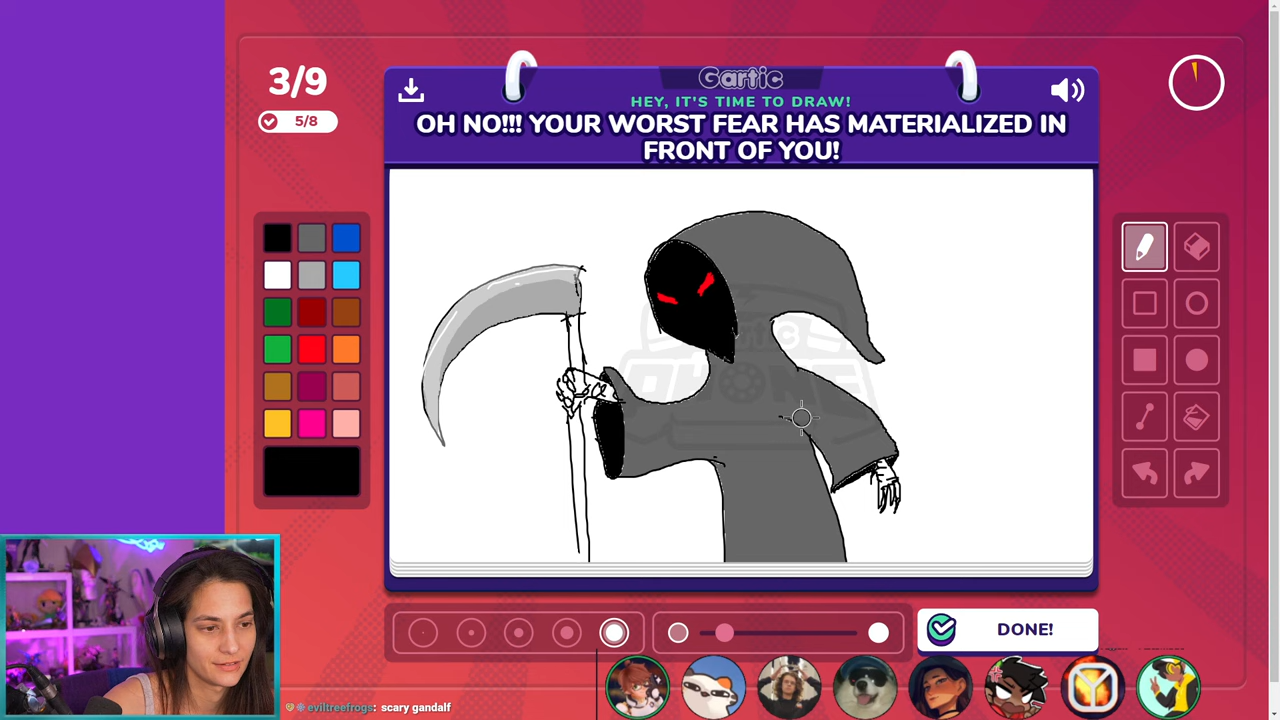 3/9
5/8
Gartic
HEY, IT'S TIME TO DRAW!
OH NO!!! YOUR WORST FEAR HAS MATERIALIZED IN
FRONT OF YOU!
DONE!
eviltreefrogs: scary gandalf